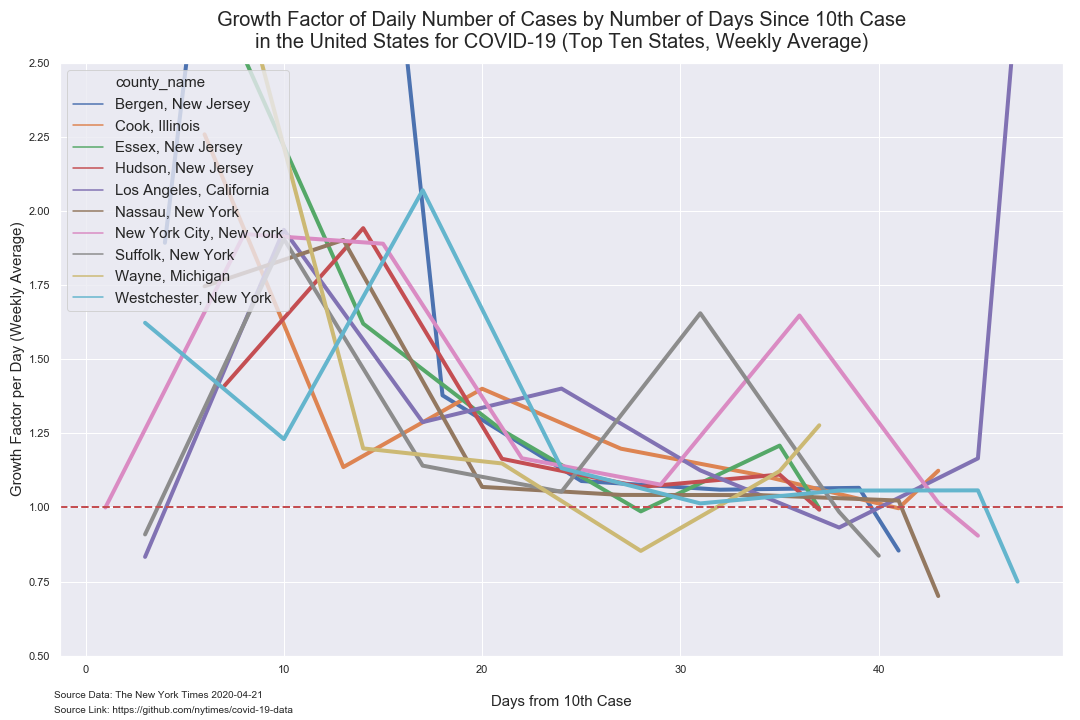 Growth Factor of Daily Number of Cases by Number of Days Since 10th Case
in the United States for COVID-19 (Top Ten States, Weekly Average)
Growth Factor per Day (Weekly Average)
2.50
2.25
2.00
1.75
1.50
1.25
1.00
0.75
0.50
county_name
Bergen, New Jersey
Cook, Illinois
Essex, New Jersey
Hudson, New Jersey
Los Angeles, California
Nassau, New York
New York City, New York
Suffolk, New York
Wayne, Michigan
Westchester, New York
0 10 20 30 40
Days from 10th Case
Source Data: The New York Times 2020-04-21
Source Link: https://github.com/nytimes/covid-19-data